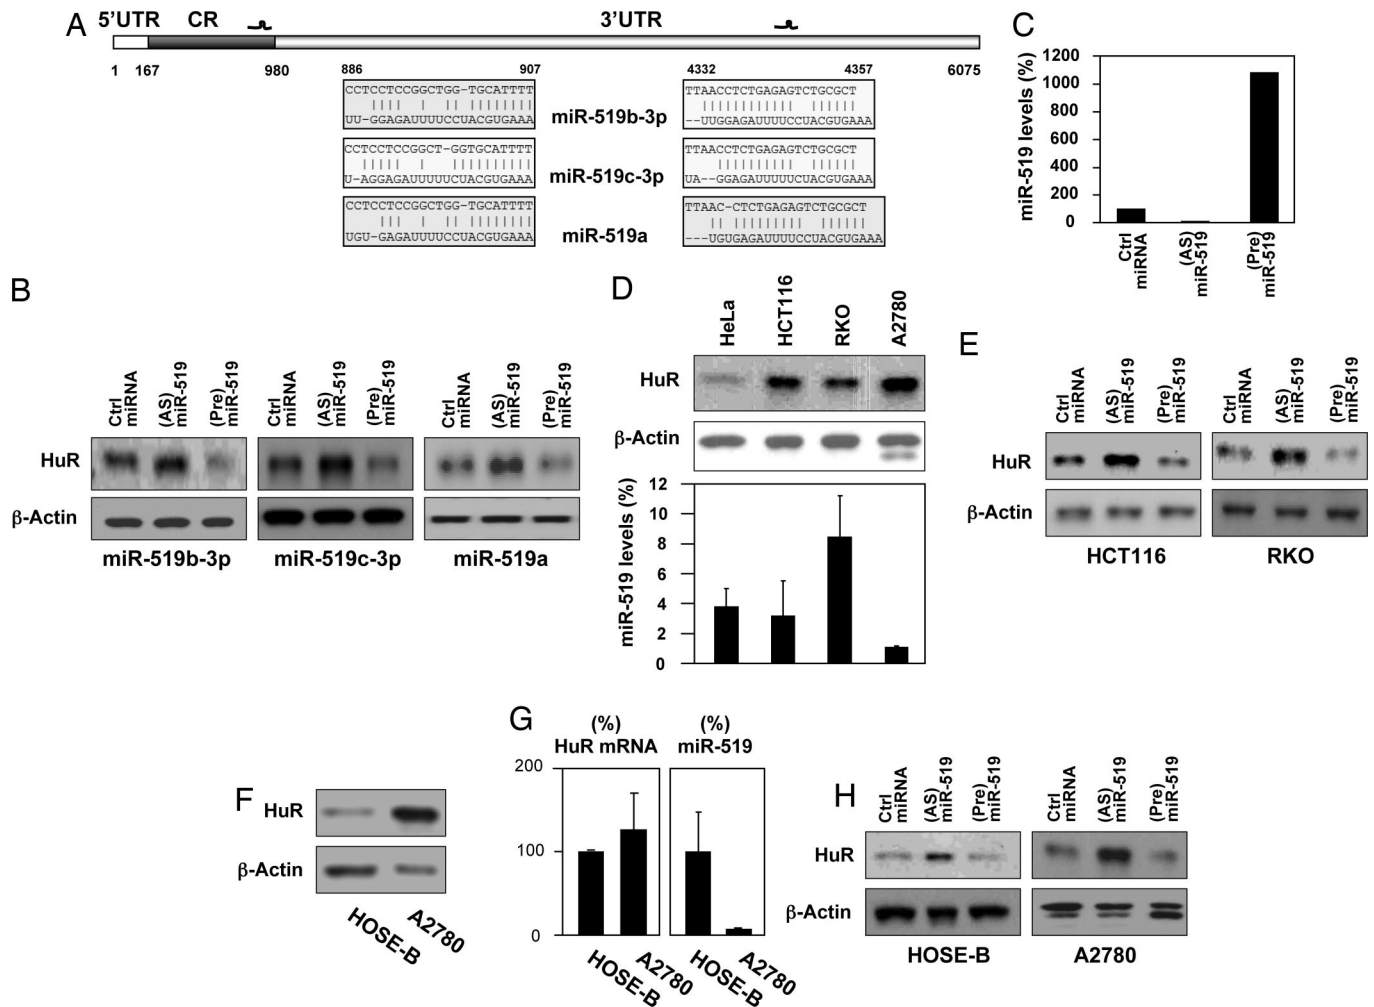 A
5'UTR CR 3'UTR
1 167 980 6075
886 907
CCTCCTCCGGCTGG-TGCATTTT
UU-GGAGAUUUUCCUACGUGAAA
miR-519b-3p
4332 4357
TTAACCTCTGAGAGTCTGCGCT
--UUGGAGAUUUUCCUACGUGAAA
CCTCCTCCGGCT-GGTGCATTTT
U-AGGAGAUUUUUCUACGUGAAA
miR-519c-3p
TTAACCTCTGAGAGTCTGCGCT
UA--GGAGAUUUUUCUACGUGAAA
CCTCCTCCGGCTGG-TGCATTTT
UGU-GAGAUUUUCCUACGUGAAA
miR-519a
TTAAC-CTCTGAGAGTCTGCGCT
---UGUGAGAUUUUCCUACGUGAAA
C
miR-519 levels (%)
1200
1000
800
600
400
200
0
Ctrl miRNA
(AS) miR-519
(Pre) miR-519
B
Ctrl miRNA
(AS) miR-519
(Pre) miR-519
Ctrl miRNA
(AS) miR-519
(Pre) miR-519
Ctrl miRNA
(AS) miR-519
(Pre) miR-519
HuR
β-Actin
miR-519b-3p miR-519c-3p miR-519a
D
HeLa
HCT116
RKO
A2780
HuR
β-Actin
miR-519 levels (%)
12
10
8
6
4
2
0
E
Ctrl miRNA
(AS) miR-519
(Pre) miR-519
Ctrl miRNA
(AS) miR-519
(Pre) miR-519
HuR
β-Actin
HCT116 RKO
F
HuR
β-Actin
HOSE-B
A2780
G
(%) (%)
HuR mRNA miR-519
200
100
0
HOSE-B
A2780
HOSE-B
A2780
H
Ctrl miRNA
(AS) miR-519
(Pre) miR-519
Ctrl miRNA
(AS) miR-519
(Pre) miR-519
HuR
β-Actin
HOSE-B A2780